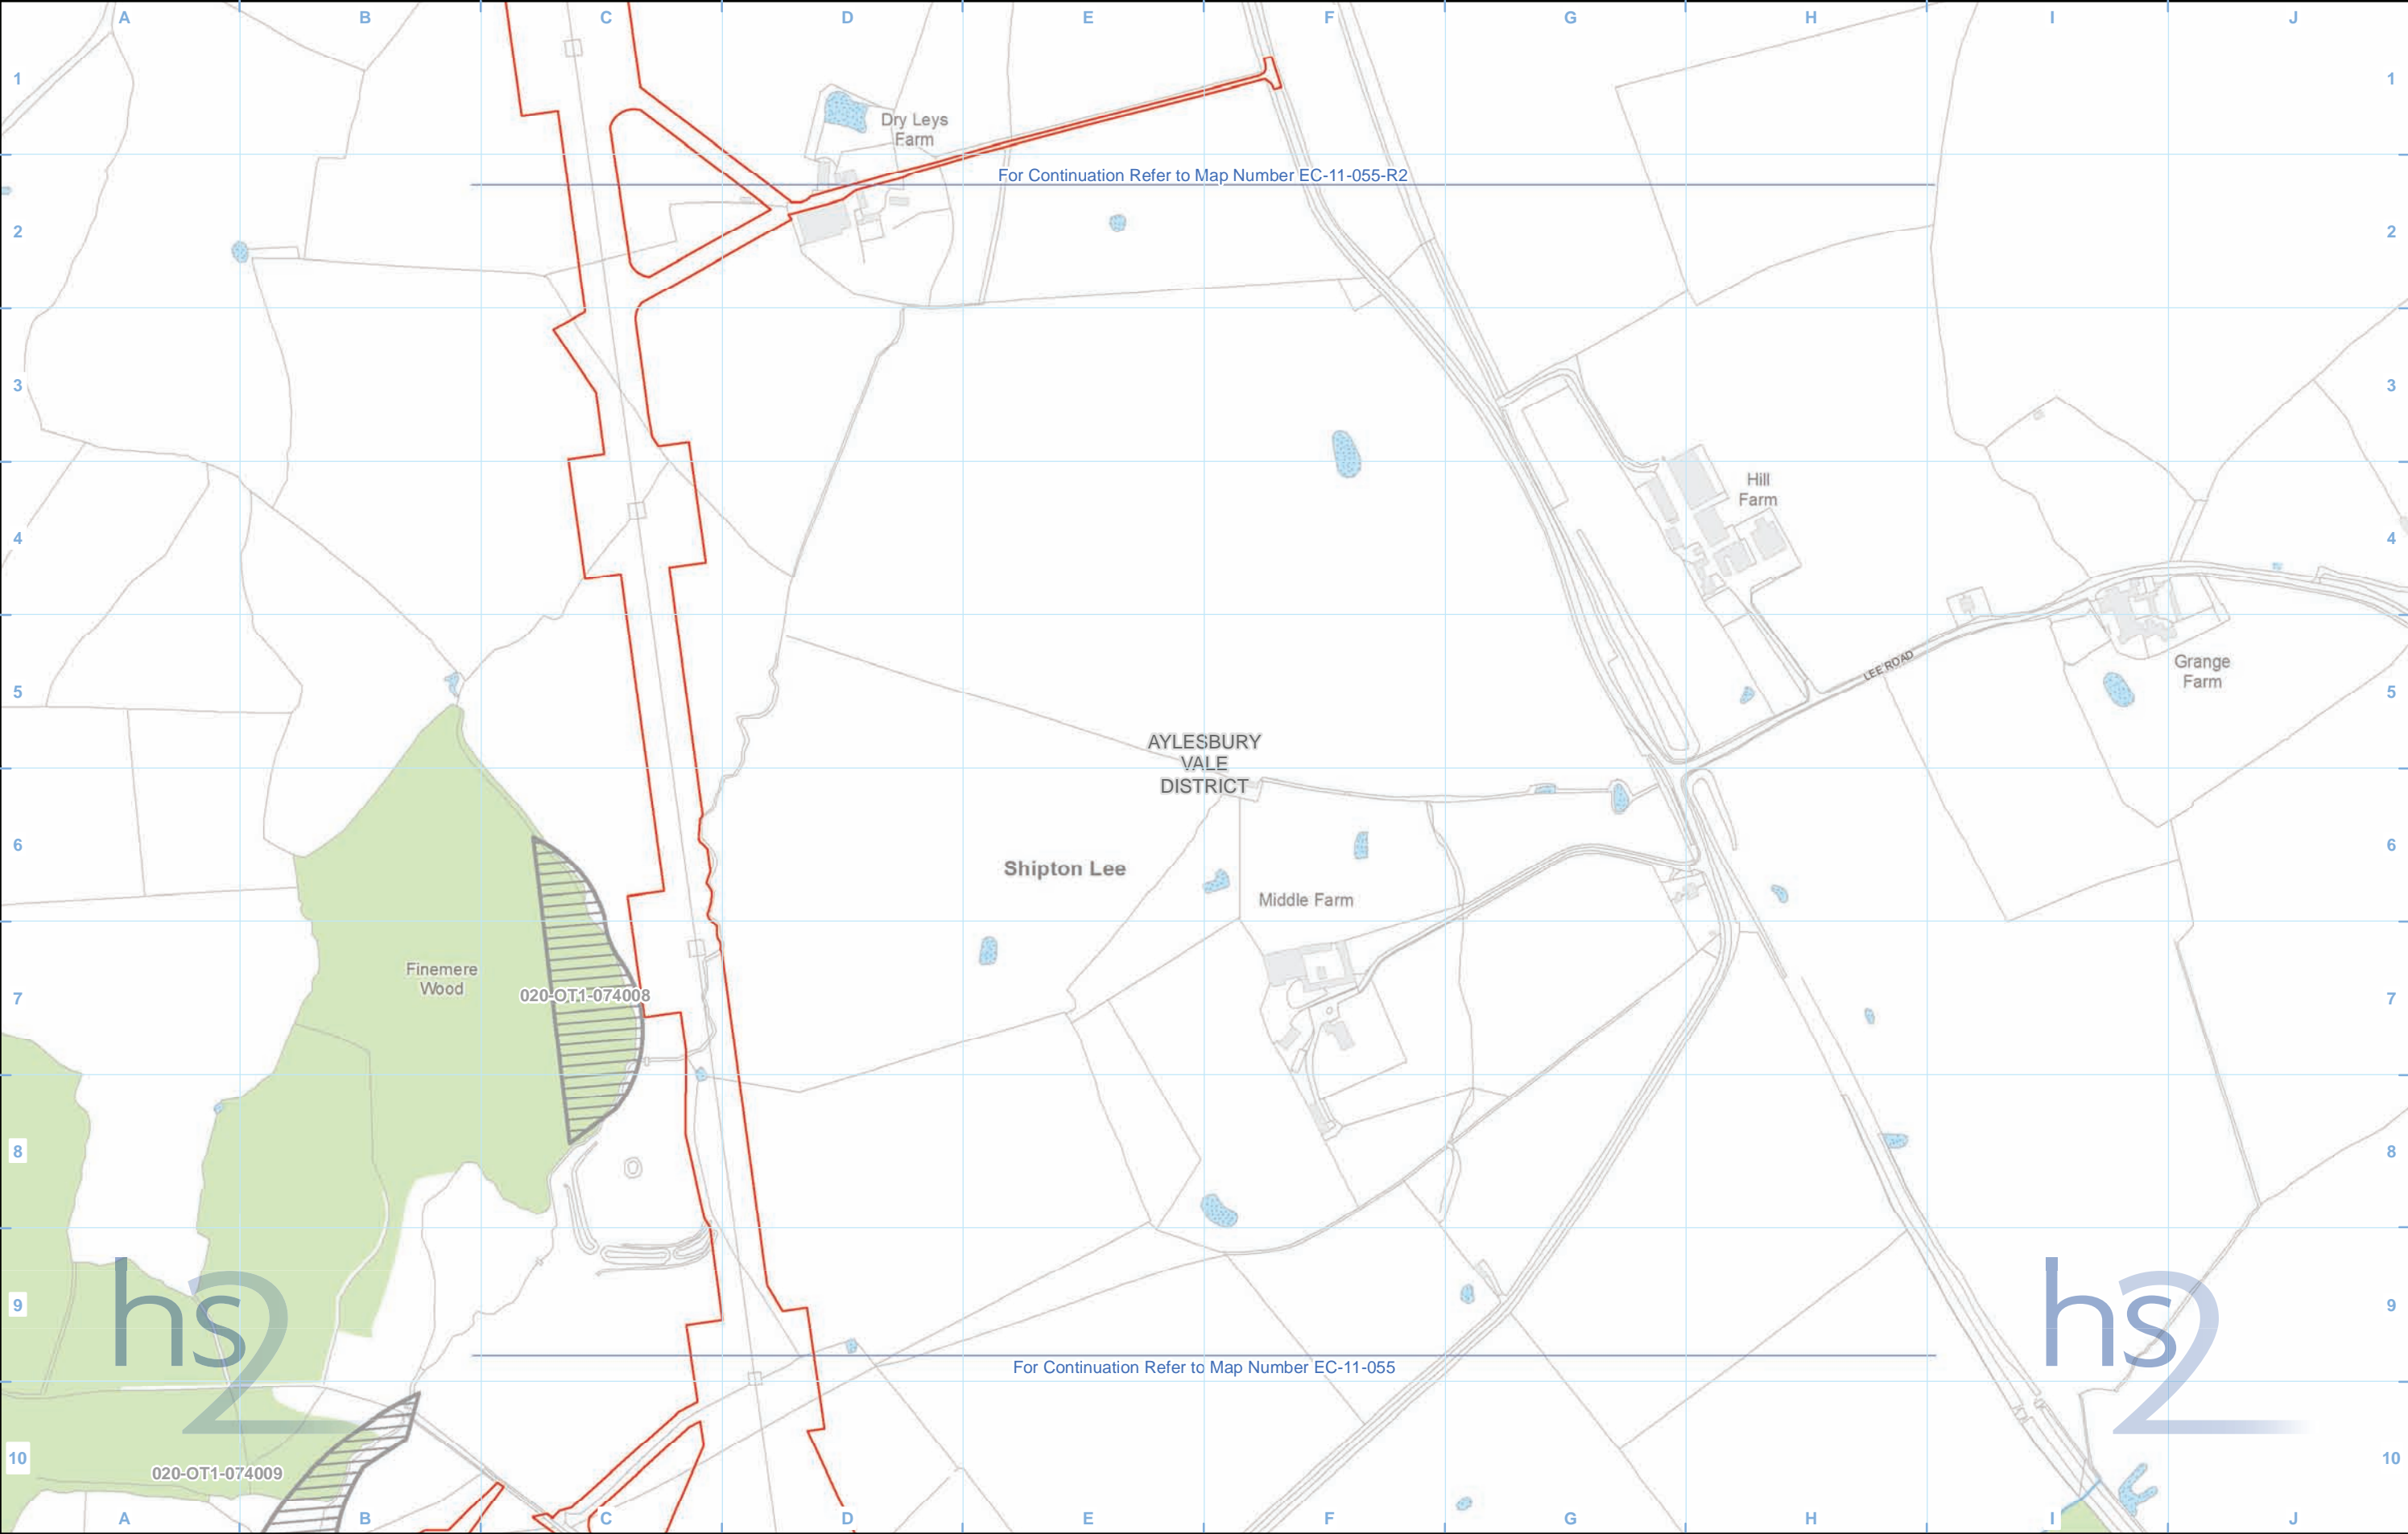 A B C D E F G H I J
1 1
Dry Leys
Farm
For Continuation Refer to Map Number EC-11-055-R2
2 2
3 3
Hill
Farm
4 4
LEE ROAD
Grange
Farm
5 5
AYLESBURY
VALE
DISTRICT
6 6
Shipton Lee
Middle Farm
Finemere
Wood
020-OT1-074008
7 7
8 8
hs2 hs2
9 9
For Continuation Refer to Map Number EC-11-055
10 10
020-OT1-074009
A B C D E F G H I J